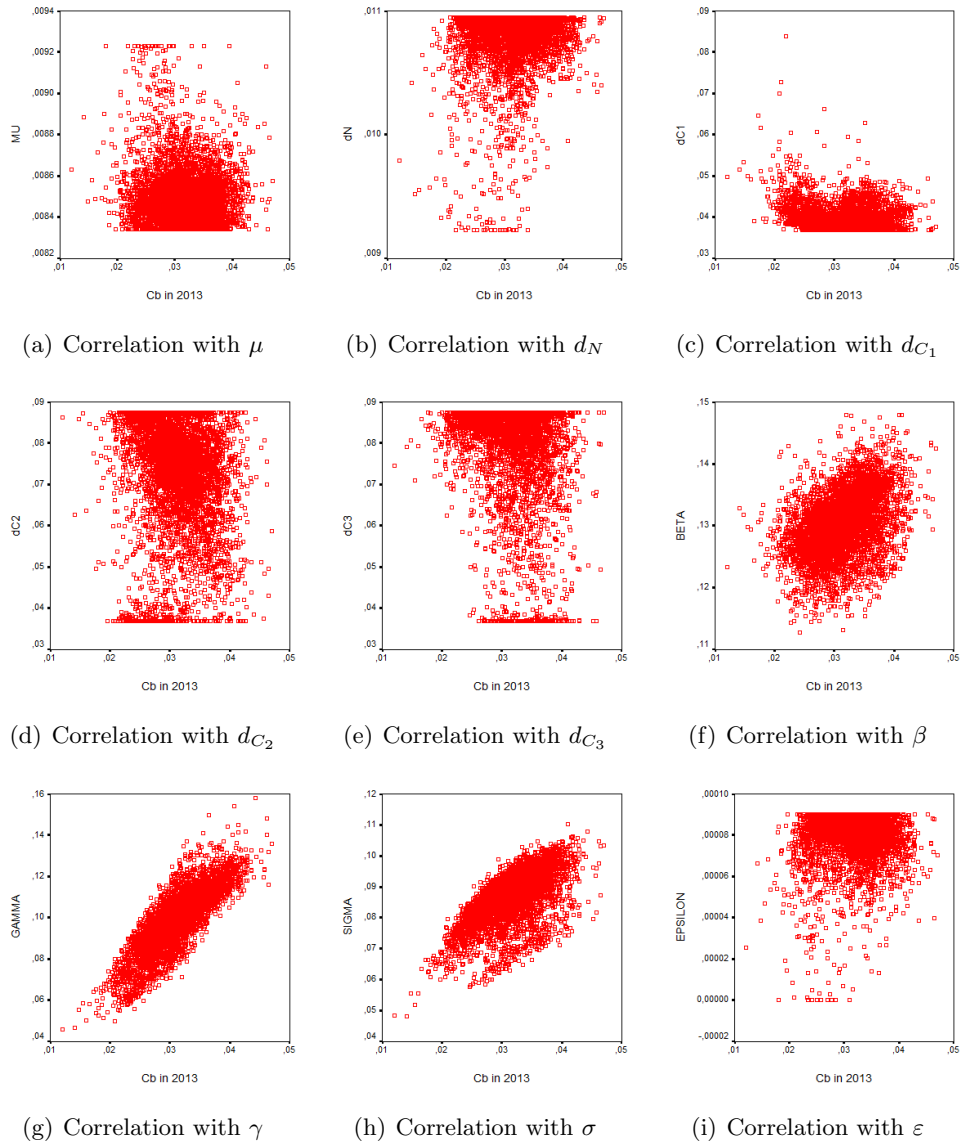 ,0094
,0092
,0090
,0088
,0086
,0084
,0082
MU
,01 ,02 ,03 ,04 ,05
Cb in 2013
(a) Correlation with μ
,011
,010
,009
dN
,01 ,02 ,03 ,04 ,05
Cb in 2013
(b) Correlation with d_N
,09
,08
,07
,06
,05
,04
,03
dC1
,01 ,02 ,03 ,04 ,05
Cb in 2013
(c) Correlation with d_{C_1}
,09
,08
,07
,06
,05
,04
,03
dC2
,01 ,02 ,03 ,04 ,05
Cb in 2013
(d) Correlation with d_{C_2}
,09
,08
,07
,06
,05
,04
,03
dC3
,01 ,02 ,03 ,04 ,05
Cb in 2013
(e) Correlation with d_{C_3}
,15
,14
,13
,12
,11
BETA
,01 ,02 ,03 ,04 ,05
Cb in 2013
(f) Correlation with β
,16
,14
,12
,10
,08
,06
,04
GAMMA
,01 ,02 ,03 ,04 ,05
Cb in 2013
(g) Correlation with γ
,12
,11
,10
,09
,08
,07
,06
,05
,04
SIGMA
,01 ,02 ,03 ,04 ,05
Cb in 2013
(h) Correlation with σ
,00010
,00008
,00006
,00004
,00002
0,00000
-,00002
EPSILON
,01 ,02 ,03 ,04 ,05
Cb in 2013
(i) Correlation with ε